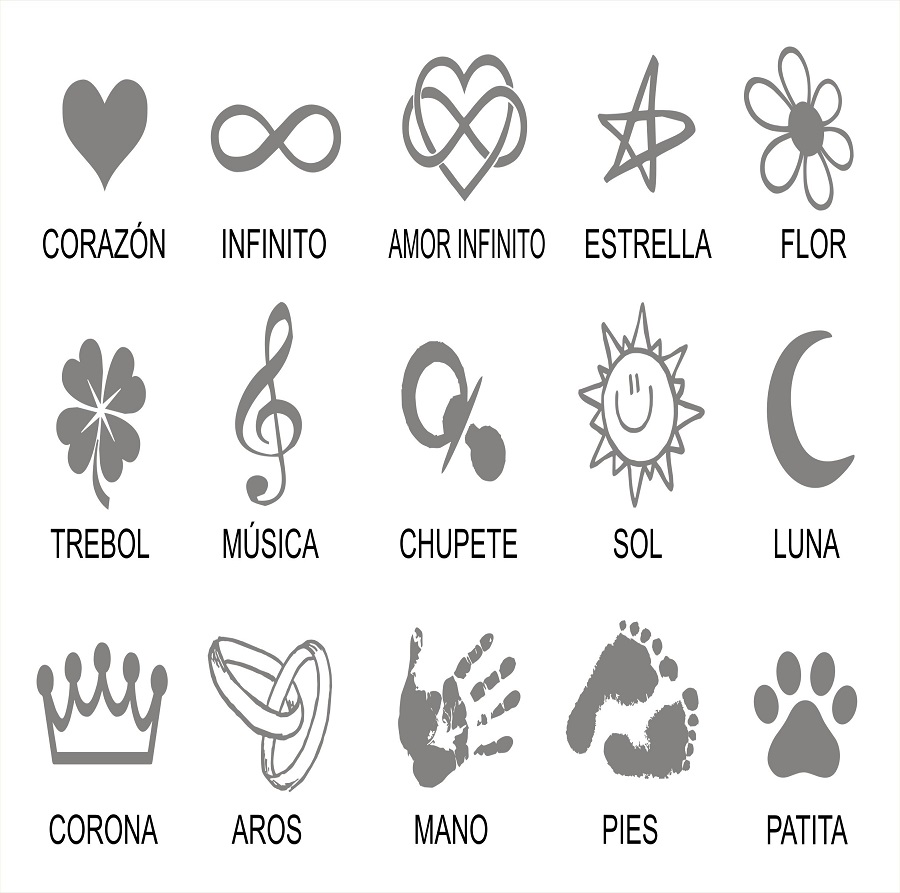 CORAZÓN INFINITO AMOR INFINITO ESTRELLA FLOR
TREBOL MÚSICA CHUPETE SOL LUNA
CORONA AROS MANO PIES PATITA